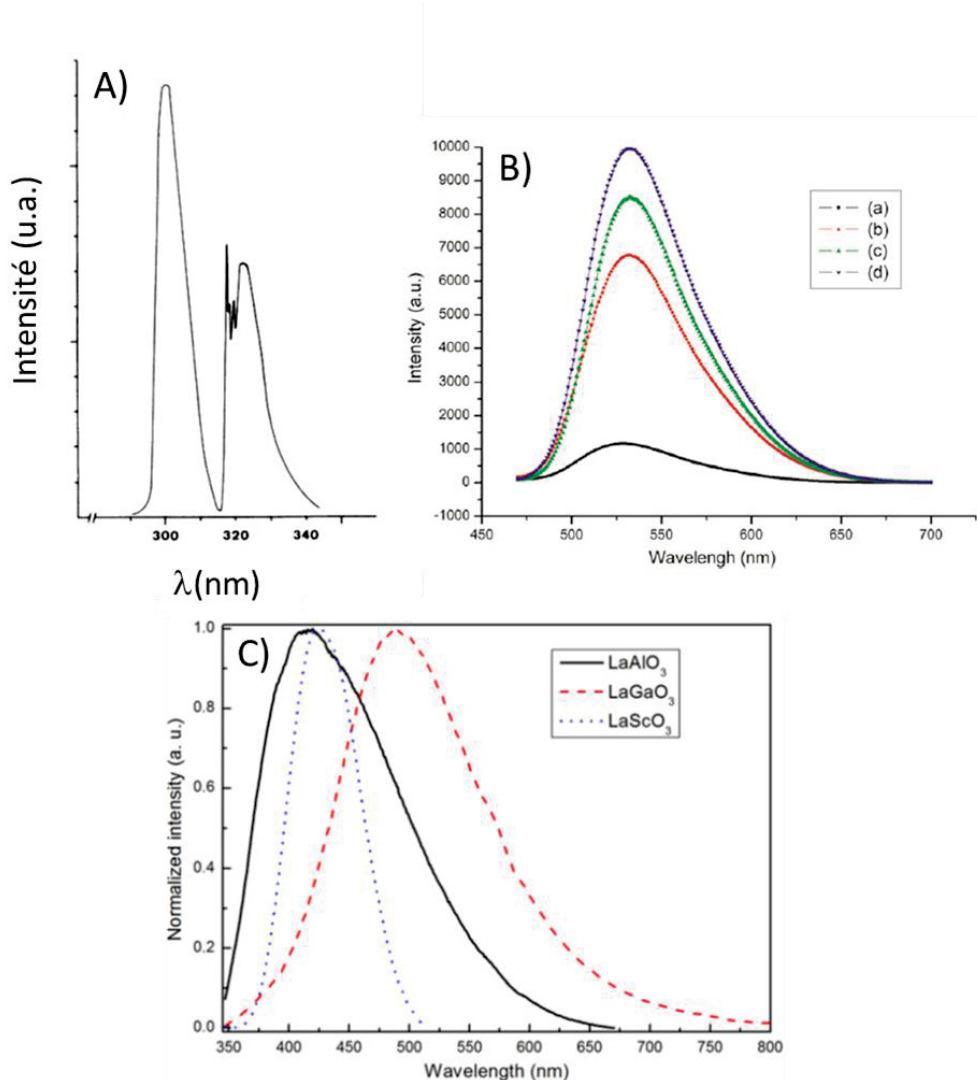 A)
Intensité (u.a.)
300 320 340
λ(nm)
B)
10000
9000
8000
7000
6000
5000
4000
3000
2000
1000
0
-1000
Intensity (a.u.)
(a)
(b)
(c)
(d)
450 500 550 600 650 700
Wavelengh (nm)
C)
1.0
0.8
0.6
0.4
0.2
0.0
Normalized intensity (a. u.)
LaAlO3
LaGaO3
LaScO3
350 400 450 500 550 600 650 700 750 800
Wavelength (nm)